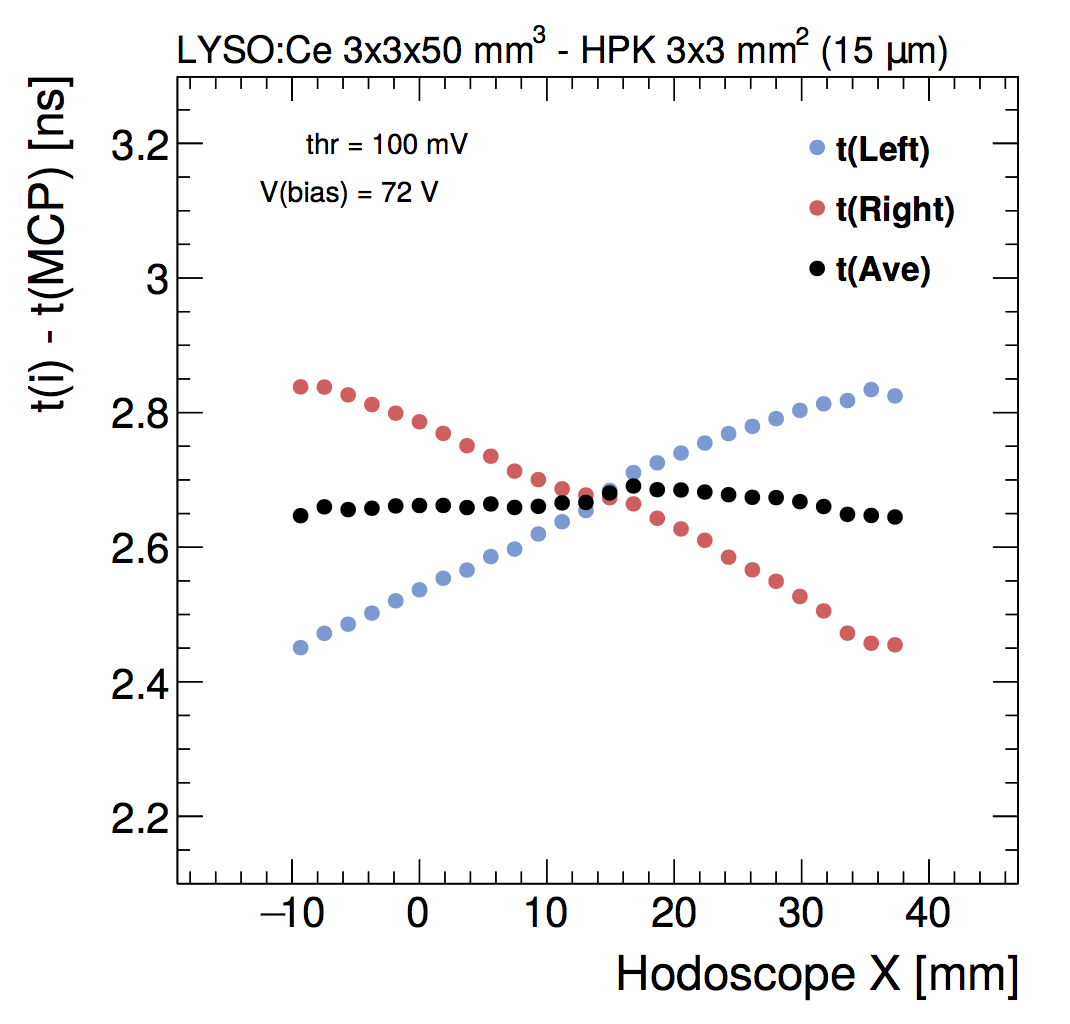 LYSO:Ce 3x3x50 mm³ - HPK 3x3 mm² (15 μm)
t(i) - t(MCP) [ns]
thr = 100 mV
V(bias) = 72 V
t(Left)
t(Right)
t(Ave)
3.2
3
2.8
2.6
2.4
2.2
−10 0 10 20 30 40
Hodoscope X [mm]